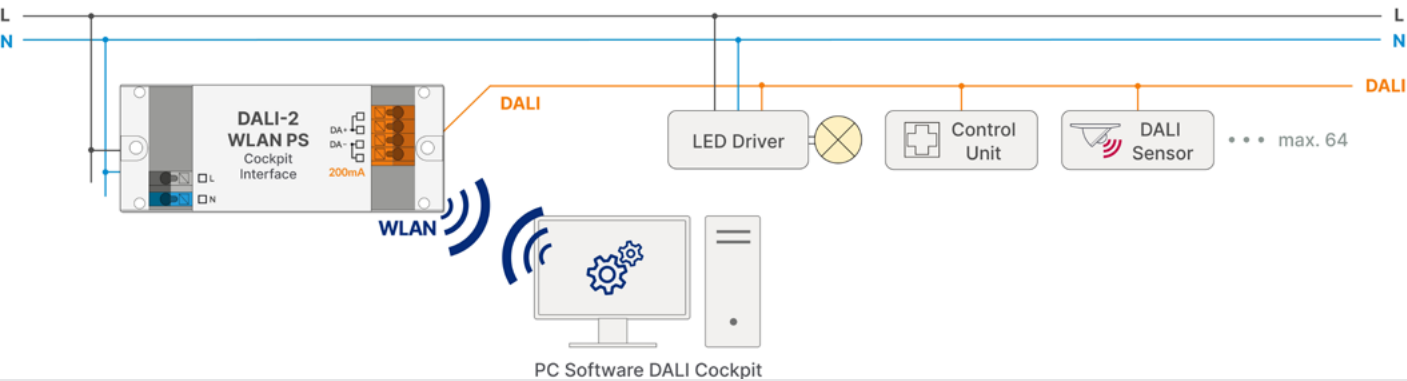 L
L
N
N
DALI
DALI
DALI-2
WLAN PS
Cockpit
Interface
DA+
DA-
200mA
L
N
LED Driver
Control
Unit
DALI
Sensor
• • • max. 64
WLAN
PC Software DALI Cockpit